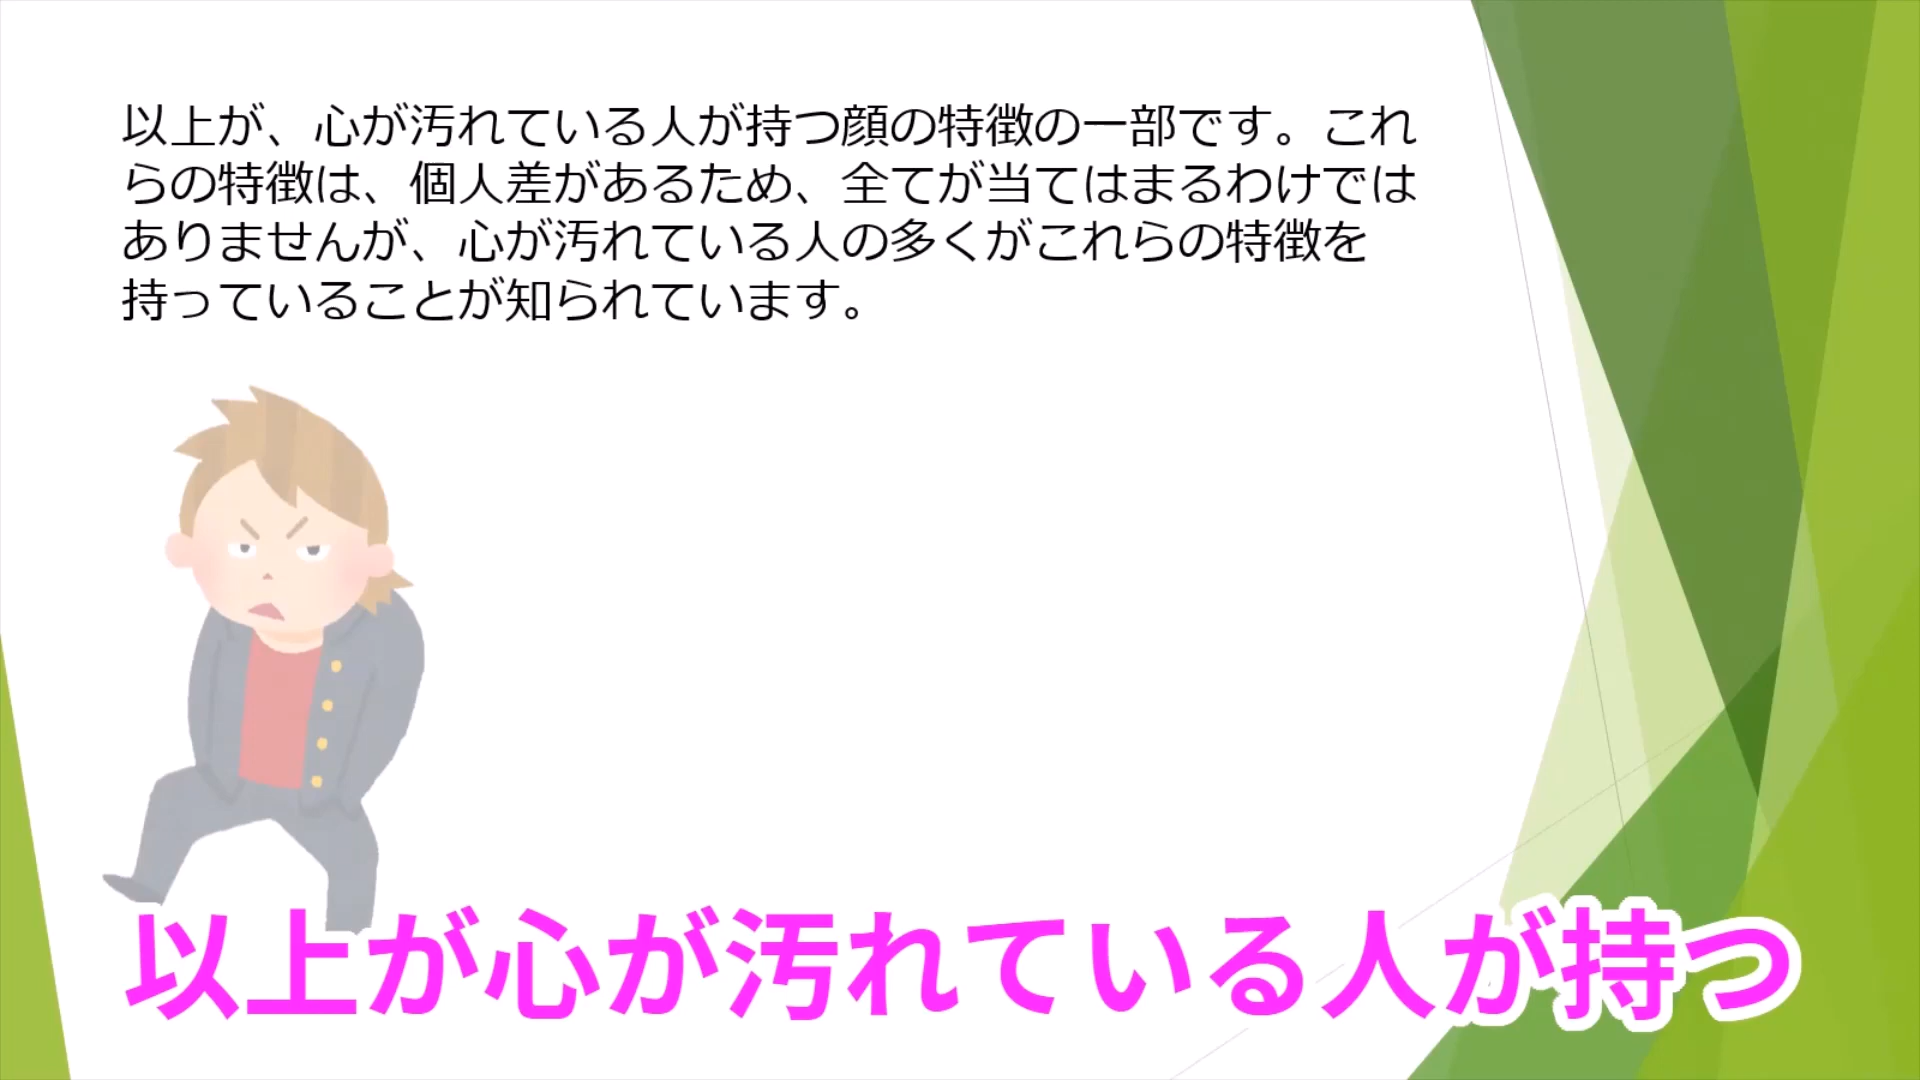 以上が、心が汚れている人が持つ顔の特徴の一部です。これ
らの特徴は、個人差があるため、全てが当てはまるわけでは
ありませんが、心が汚れている人の多くがこれらの特徴を
持っていることが知られています。
以上が心が汚れている人が持つ